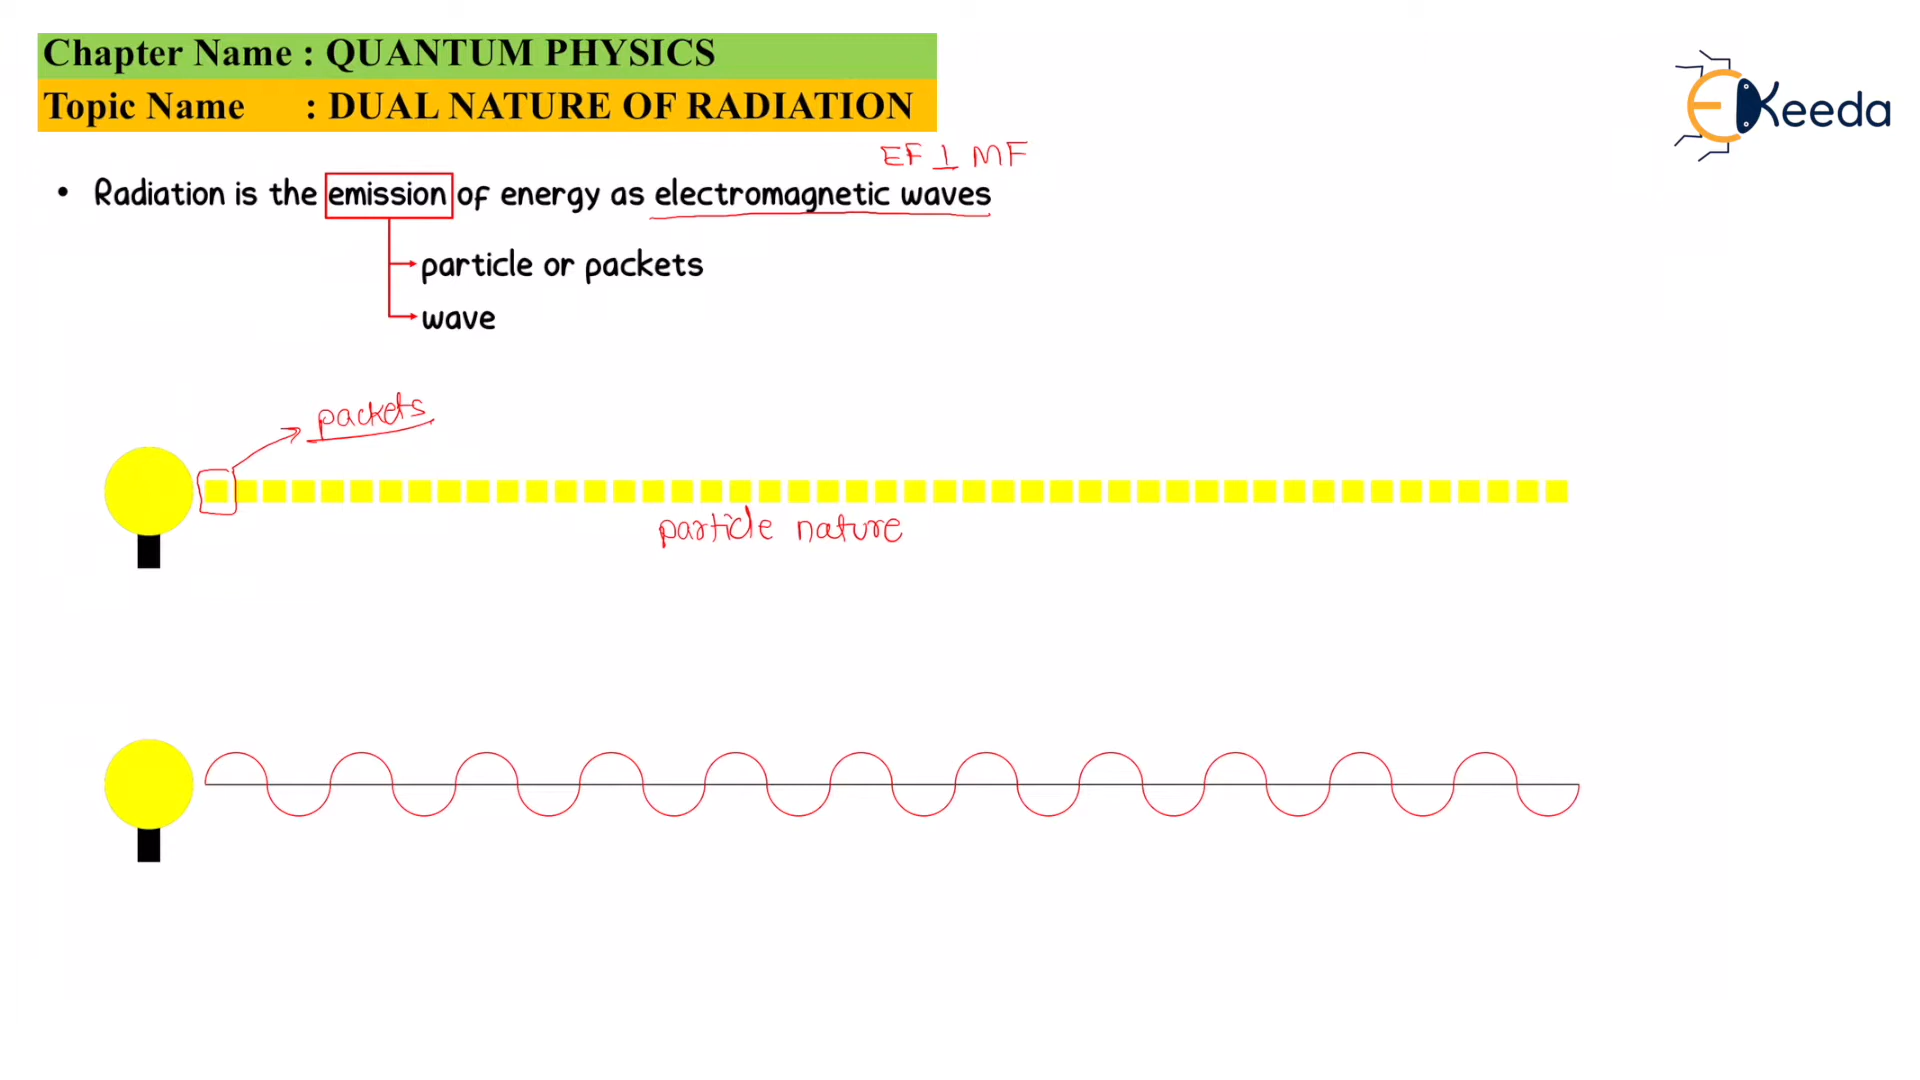 Chapter Name : QUANTUM PHYSICS
Topic Name : DUAL NATURE OF RADIATION
EKeeda
EF ⊥ MF
• Radiation is the emission of energy as electromagnetic waves
particle or packets
wave
packets
particle nature